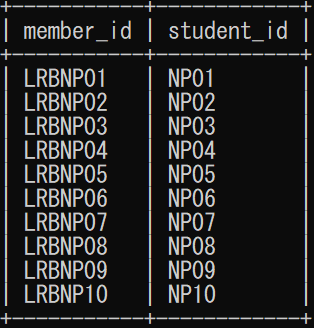 +-----------+------------+
| member_id | student_id |
+-----------+------------+
| LRBNP01 | NP01 |
| LRBNP02 | NP02 |
| LRBNP03 | NP03 |
| LRBNP04 | NP04 |
| LRBNP05 | NP05 |
| LRBNP06 | NP06 |
| LRBNP07 | NP07 |
| LRBNP08 | NP08 |
| LRBNP09 | NP09 |
| LRBNP10 | NP10 |
+-----------+------------+